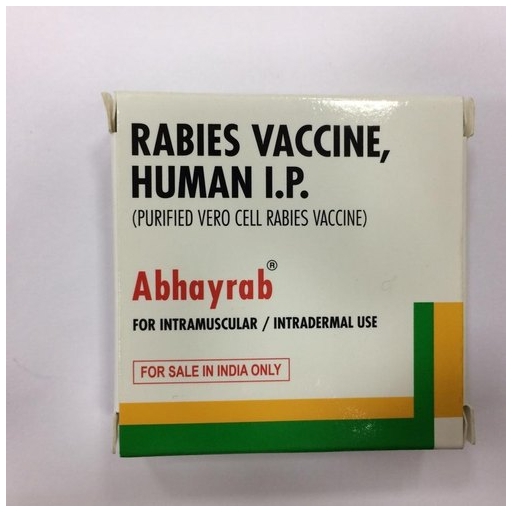 RABIES VACCINE,
HUMAN I.P.
(PURIFIED VERO CELL RABIES VACCINE)
Abhayrab®
FOR INTRAMUSCULAR / INTRADERMAL USE
FOR SALE IN INDIA ONLY